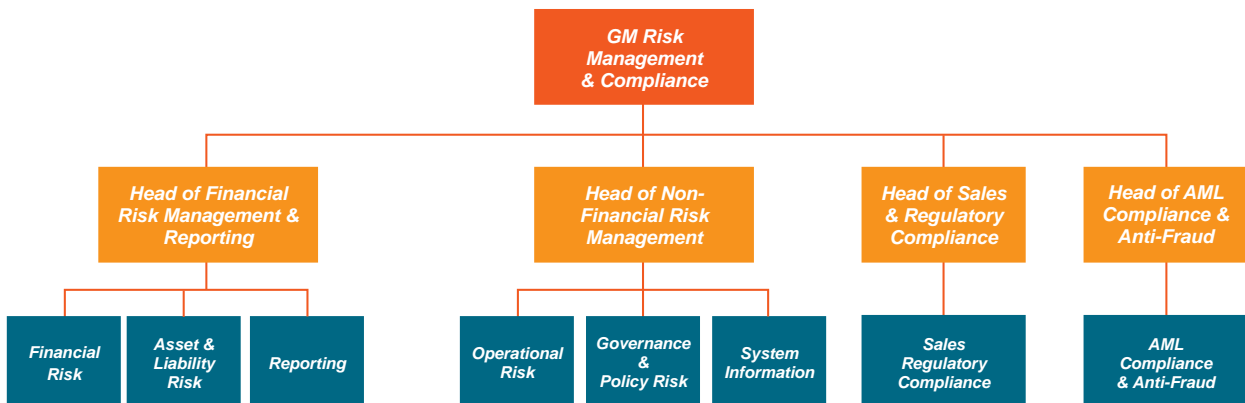 GM Risk
Management
& Compliance
Head of Financial
Risk Management &
Reporting
Head of Non-
Financial Risk
Management
Head of Sales
& Regulatory
Compliance
Head of AML
Compliance &
Anti-Fraud
Financial
Risk
Asset &
Liability
Risk
Reporting
Operational
Risk
Governance
&
Policy Risk
System
Information
Sales
Regulatory
Compliance
AML
Compliance
& Anti-Fraud